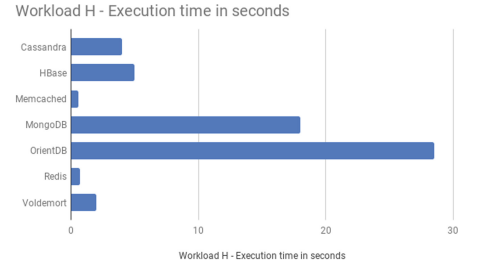 Workload H - Execution time in seconds
Cassandra
HBase
Memcached
MongoDB
OrientDB
Redis
Voldemort
0 10 20 30
Workload H - Execution time in seconds